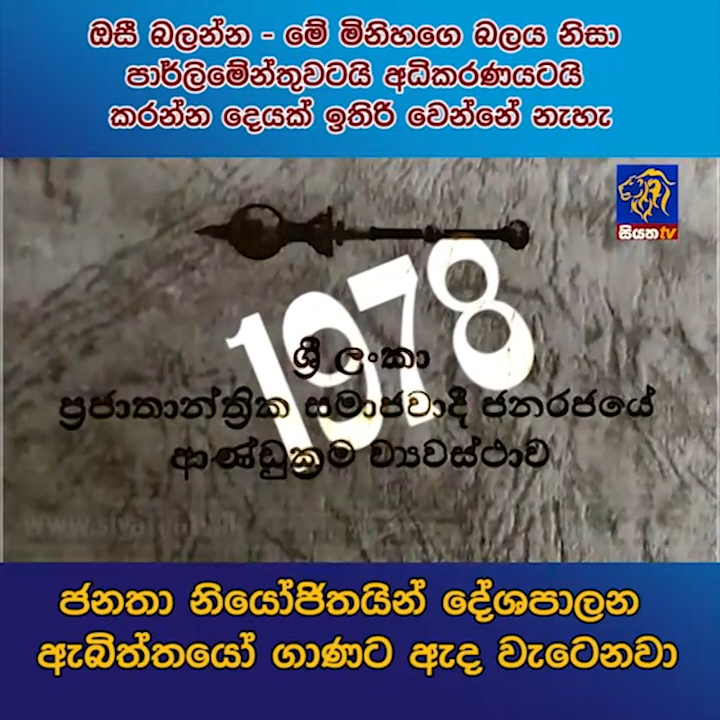 ඔසී බලන්න - මේ මිනිහගෙ බලය නිසා
පාර්ලිමේන්තුවටයි අධිකරණයටයි
කරන්න දෙයක් ඉතිරි වෙන්නේ නැහැ
සියත tv
1978
ශ්‍රී ලංකා
ප්‍රජාතාන්ත්‍රික සමාජවාදී ජනරජයේ
ආණ්ඩුක්‍රම ව්‍යවස්ථාව
ජනතා නියෝජිතයින් දේශපාලන
ඇබිත්තයෝ ගාණට ඇද වැටෙනවා